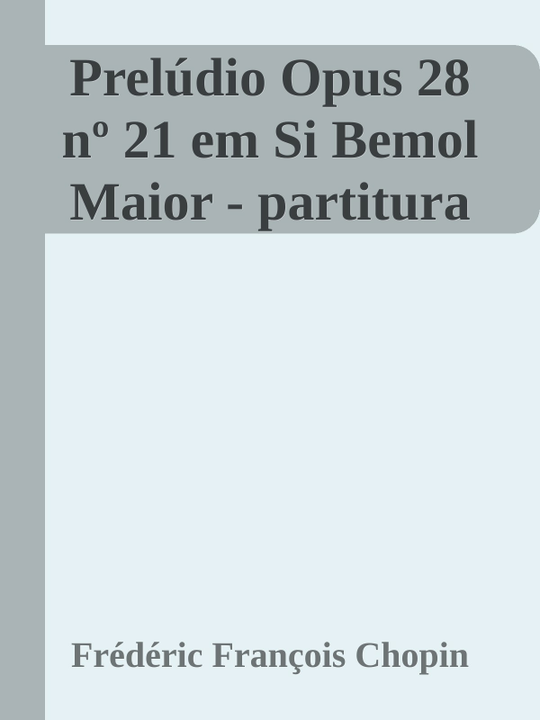 Prelúdio Opus 28
nº 21 em Si Bemol
Maior - partitura
Frédéric François Chopin